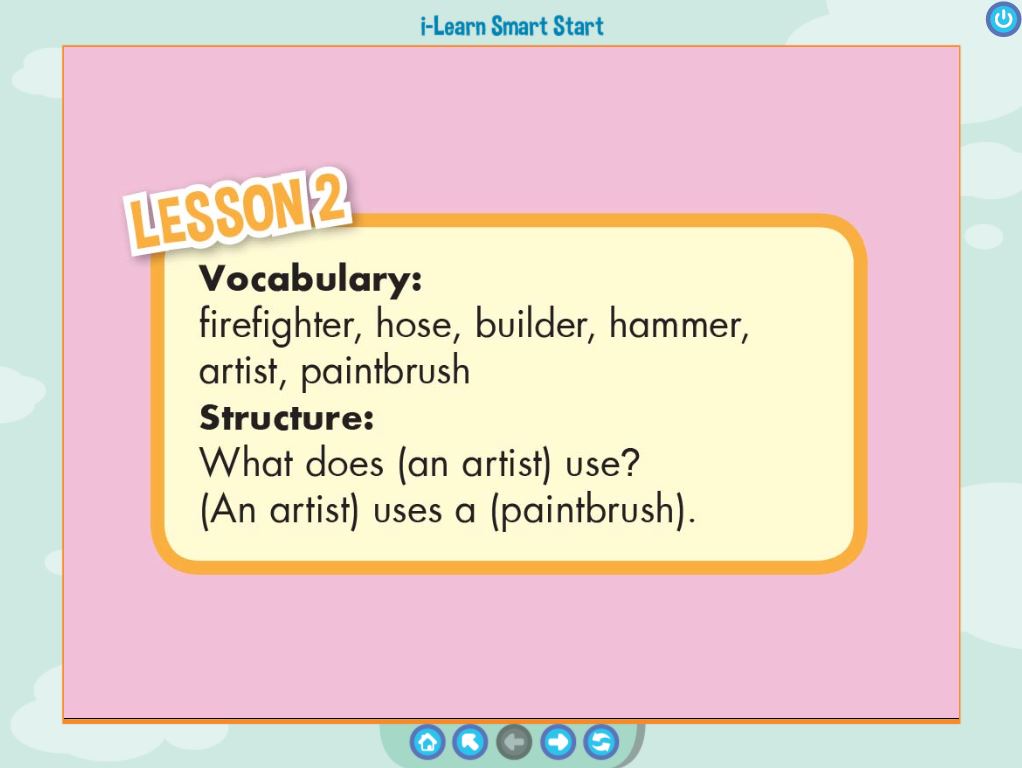 i-Learn Smart Start
LESSON 2
Vocabulary:
firefighter, hose, builder, hammer,
artist, paintbrush
Structure:
What does (an artist) use?
(An artist) uses a (paintbrush).